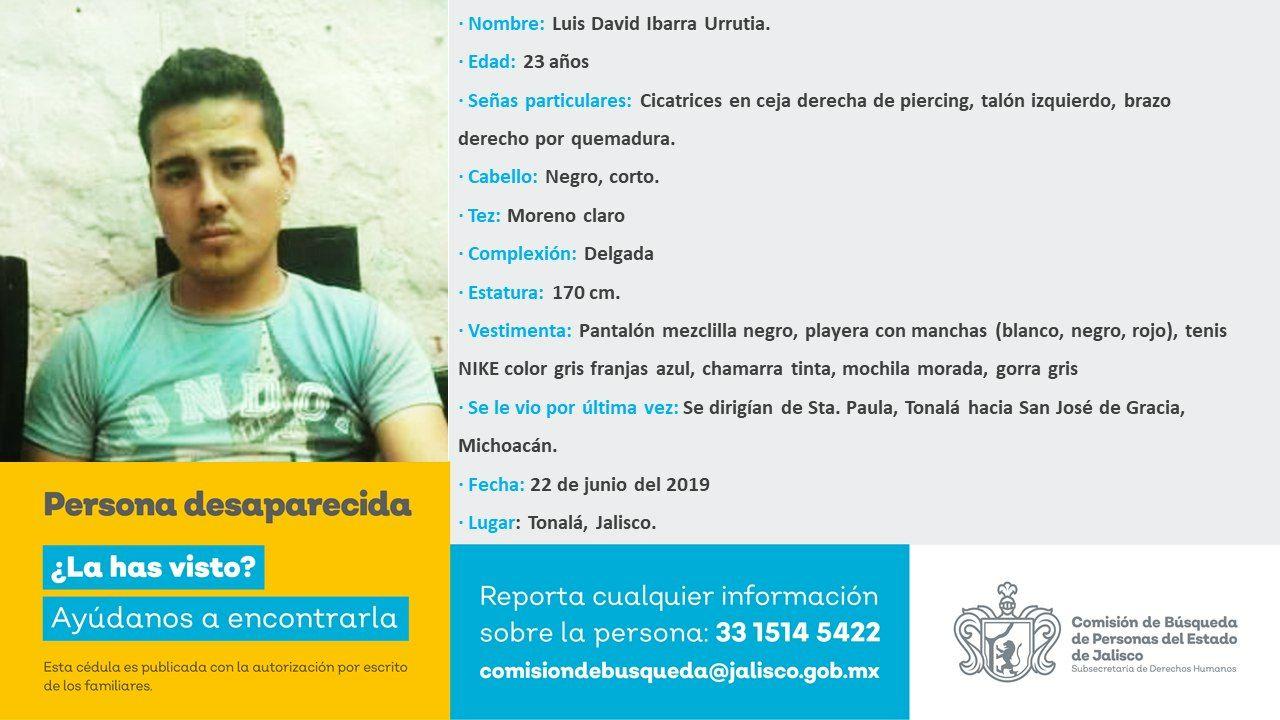 · Nombre: Luis David Ibarra Urrutia.
· Edad: 23 años
· Señas particulares: Cicatrices en ceja derecha de piercing, talón izquierdo, brazo
derecho por quemadura.
· Cabello: Negro, corto.
· Tez: Moreno claro
· Complexión: Delgada
· Estatura: 170 cm.
· Vestimenta: Pantalón mezclilla negro, playera con manchas (blanco, negro, rojo), tenis
NIKE color gris franjas azul, chamarra tinta, mochila morada, gorra gris
· Se le vio por última vez: Se dirigían de Sta. Paula, Tonalá hacia San José de Gracia,
Michoacán.
· Fecha: 22 de junio del 2019
· Lugar: Tonalá, Jalisco.
ONDO
Persona desaparecida
¿La has visto?
Ayúdanos a encontrarla
Esta cédula es publicada con la autorización por escrito
de los familiares.
Reporta cualquier información
sobre la persona: 33 1514 5422
comisiondebusqueda@jalisco.gob.mx
Comisión de Búsqueda
de Personas del Estado
de Jalisco
Subsecretaría de Derechos Humanos